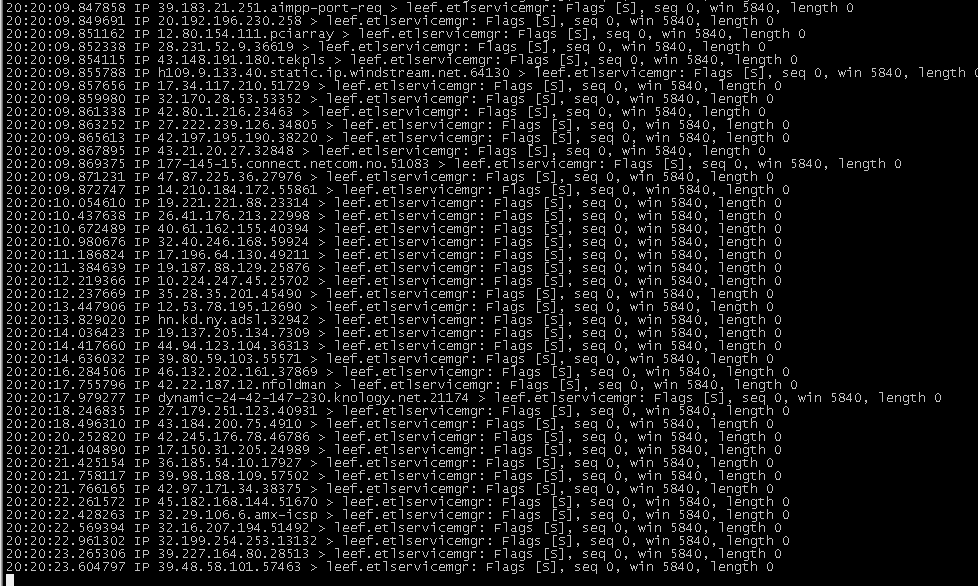 20:20:09.847858 IP 39.183.21.251.aimpp-port-req > leef.etlservicemgr: Flags [S], seq 0, win 5840, length 0
20:20:09.849691 IP 20.192.196.230.258 > leef.etlservicemgr: Flags [S], seq 0, win 5840, length 0
20:20:09.851162 IP 12.80.154.111.pciarray > leef.etlservicemgr: Flags [S], seq 0, win 5840, length 0
20:20:09.852338 IP 28.231.52.9.36619 > leef.etlservicemgr: Flags [S], seq 0, win 5840, length 0
20:20:09.854115 IP 43.148.191.180.tekpls > leef.etlservicemgr: Flags [S], seq 0, win 5840, length 0
20:20:09.855788 IP h109.9.133.40.static.ip.windstream.net.64130 > leef.etlservicemgr: Flags [S], seq 0, win 5840, length 0
20:20:09.857656 IP 17.34.117.210.51729 > leef.etlservicemgr: Flags [S], seq 0, win 5840, length 0
20:20:09.859980 IP 32.170.28.53.53352 > leef.etlservicemgr: Flags [S], seq 0, win 5840, length 0
20:20:09.861338 IP 42.80.1.216.23463 > leef.etlservicemgr: Flags [S], seq 0, win 5840, length 0
20:20:09.863252 IP 27.222.239.126.34805 > leef.etlservicemgr: Flags [S], seq 0, win 5840, length 0
20:20:09.865613 IP 42.197.195.190.38220 > leef.etlservicemgr: Flags [S], seq 0, win 5840, length 0
20:20:09.867895 IP 43.21.20.27.32848 > leef.etlservicemgr: Flags [S], seq 0, win 5840, length 0
20:20:09.869375 IP 177-145-15.connect.netcom.no.51083 > leef.etlservicemgr: Flags [S], seq 0, win 5840, length 0
20:20:09.871231 IP 47.87.225.36.27976 > leef.etlservicemgr: Flags [S], seq 0, win 5840, length 0
20:20:09.872747 IP 14.210.184.172.55861 > leef.etlservicemgr: Flags [S], seq 0, win 5840, length 0
20:20:10.054610 IP 19.221.221.88.23314 > leef.etlservicemgr: Flags [S], seq 0, win 5840, length 0
20:20:10.437638 IP 26.41.176.213.22998 > leef.etlservicemgr: Flags [S], seq 0, win 5840, length 0
20:20:10.672489 IP 40.61.162.155.40394 > leef.etlservicemgr: Flags [S], seq 0, win 5840, length 0
20:20:10.980676 IP 32.40.246.168.59924 > leef.etlservicemgr: Flags [S], seq 0, win 5840, length 0
20:20:11.186824 IP 17.196.64.130.49211 > leef.etlservicemgr: Flags [S], seq 0, win 5840, length 0
20:20:11.384639 IP 19.187.88.129.25876 > leef.etlservicemgr: Flags [S], seq 0, win 5840, length 0
20:20:12.219366 IP 10.224.247.45.25702 > leef.etlservicemgr: Flags [S], seq 0, win 5840, length 0
20:20:12.237669 IP 35.28.35.201.45490 > leef.etlservicemgr: Flags [S], seq 0, win 5840, length 0
20:20:13.447906 IP 12.53.78.195.12690 > leef.etlservicemgr: Flags [S], seq 0, win 5840, length 0
20:20:13.829020 IP hn.kd.ny.adsl.32942 > leef.etlservicemgr: Flags [S], seq 0, win 5840, length 0
20:20:14.036423 IP 19.137.205.134.7309 > leef.etlservicemgr: Flags [S], seq 0, win 5840, length 0
20:20:14.417660 IP 44.94.123.104.36313 > leef.etlservicemgr: Flags [S], seq 0, win 5840, length 0
20:20:14.636032 IP 39.80.59.103.55571 > leef.etlservicemgr: Flags [S], seq 0, win 5840, length 0
20:20:16.284506 IP 46.132.202.161.37869 > leef.etlservicemgr: Flags [S], seq 0, win 5840, length 0
20:20:17.755796 IP 42.22.187.12.nfoldman > leef.etlservicemgr: Flags [S], seq 0, win 5840, length 0
20:20:17.979277 IP dynamic-24-42-147-230.knology.net.21174 > leef.etlservicemgr: Flags [S], seq 0, win 5840, length 0
20:20:18.246835 IP 27.179.251.123.40931 > leef.etlservicemgr: Flags [S], seq 0, win 5840, length 0
20:20:18.496310 IP 43.184.200.75.4910 > leef.etlservicemgr: Flags [S], seq 0, win 5840, length 0
20:20:20.252820 IP 42.245.176.78.46786 > leef.etlservicemgr: Flags [S], seq 0, win 5840, length 0
20:20:21.404890 IP 17.150.31.205.24989 > leef.etlservicemgr: Flags [S], seq 0, win 5840, length 0
20:20:21.425154 IP 36.185.54.10.17927 > leef.etlservicemgr: Flags [S], seq 0, win 5840, length 0
20:20:21.758117 IP 39.98.188.109.57502 > leef.etlservicemgr: Flags [S], seq 0, win 5840, length 0
20:20:21.766165 IP 42.97.171.34.38375 > leef.etlservicemgr: Flags [S], seq 0, win 5840, length 0
20:20:22.261572 IP 45.182.168.144.51670 > leef.etlservicemgr: Flags [S], seq 0, win 5840, length 0
20:20:22.428263 IP 32.29.106.6.amx-icsp > leef.etlservicemgr: Flags [S], seq 0, win 5840, length 0
20:20:22.569394 IP 32.16.207.194.51492 > leef.etlservicemgr: Flags [S], seq 0, win 5840, length 0
20:20:22.961302 IP 32.199.254.253.13132 > leef.etlservicemgr: Flags [S], seq 0, win 5840, length 0
20:20:23.265306 IP 39.227.164.80.28513 > leef.etlservicemgr: Flags [S], seq 0, win 5840, length 0
20:20:23.604797 IP 39.48.58.101.57463 > leef.etlservicemgr: Flags [S], seq 0, win 5840, length 0